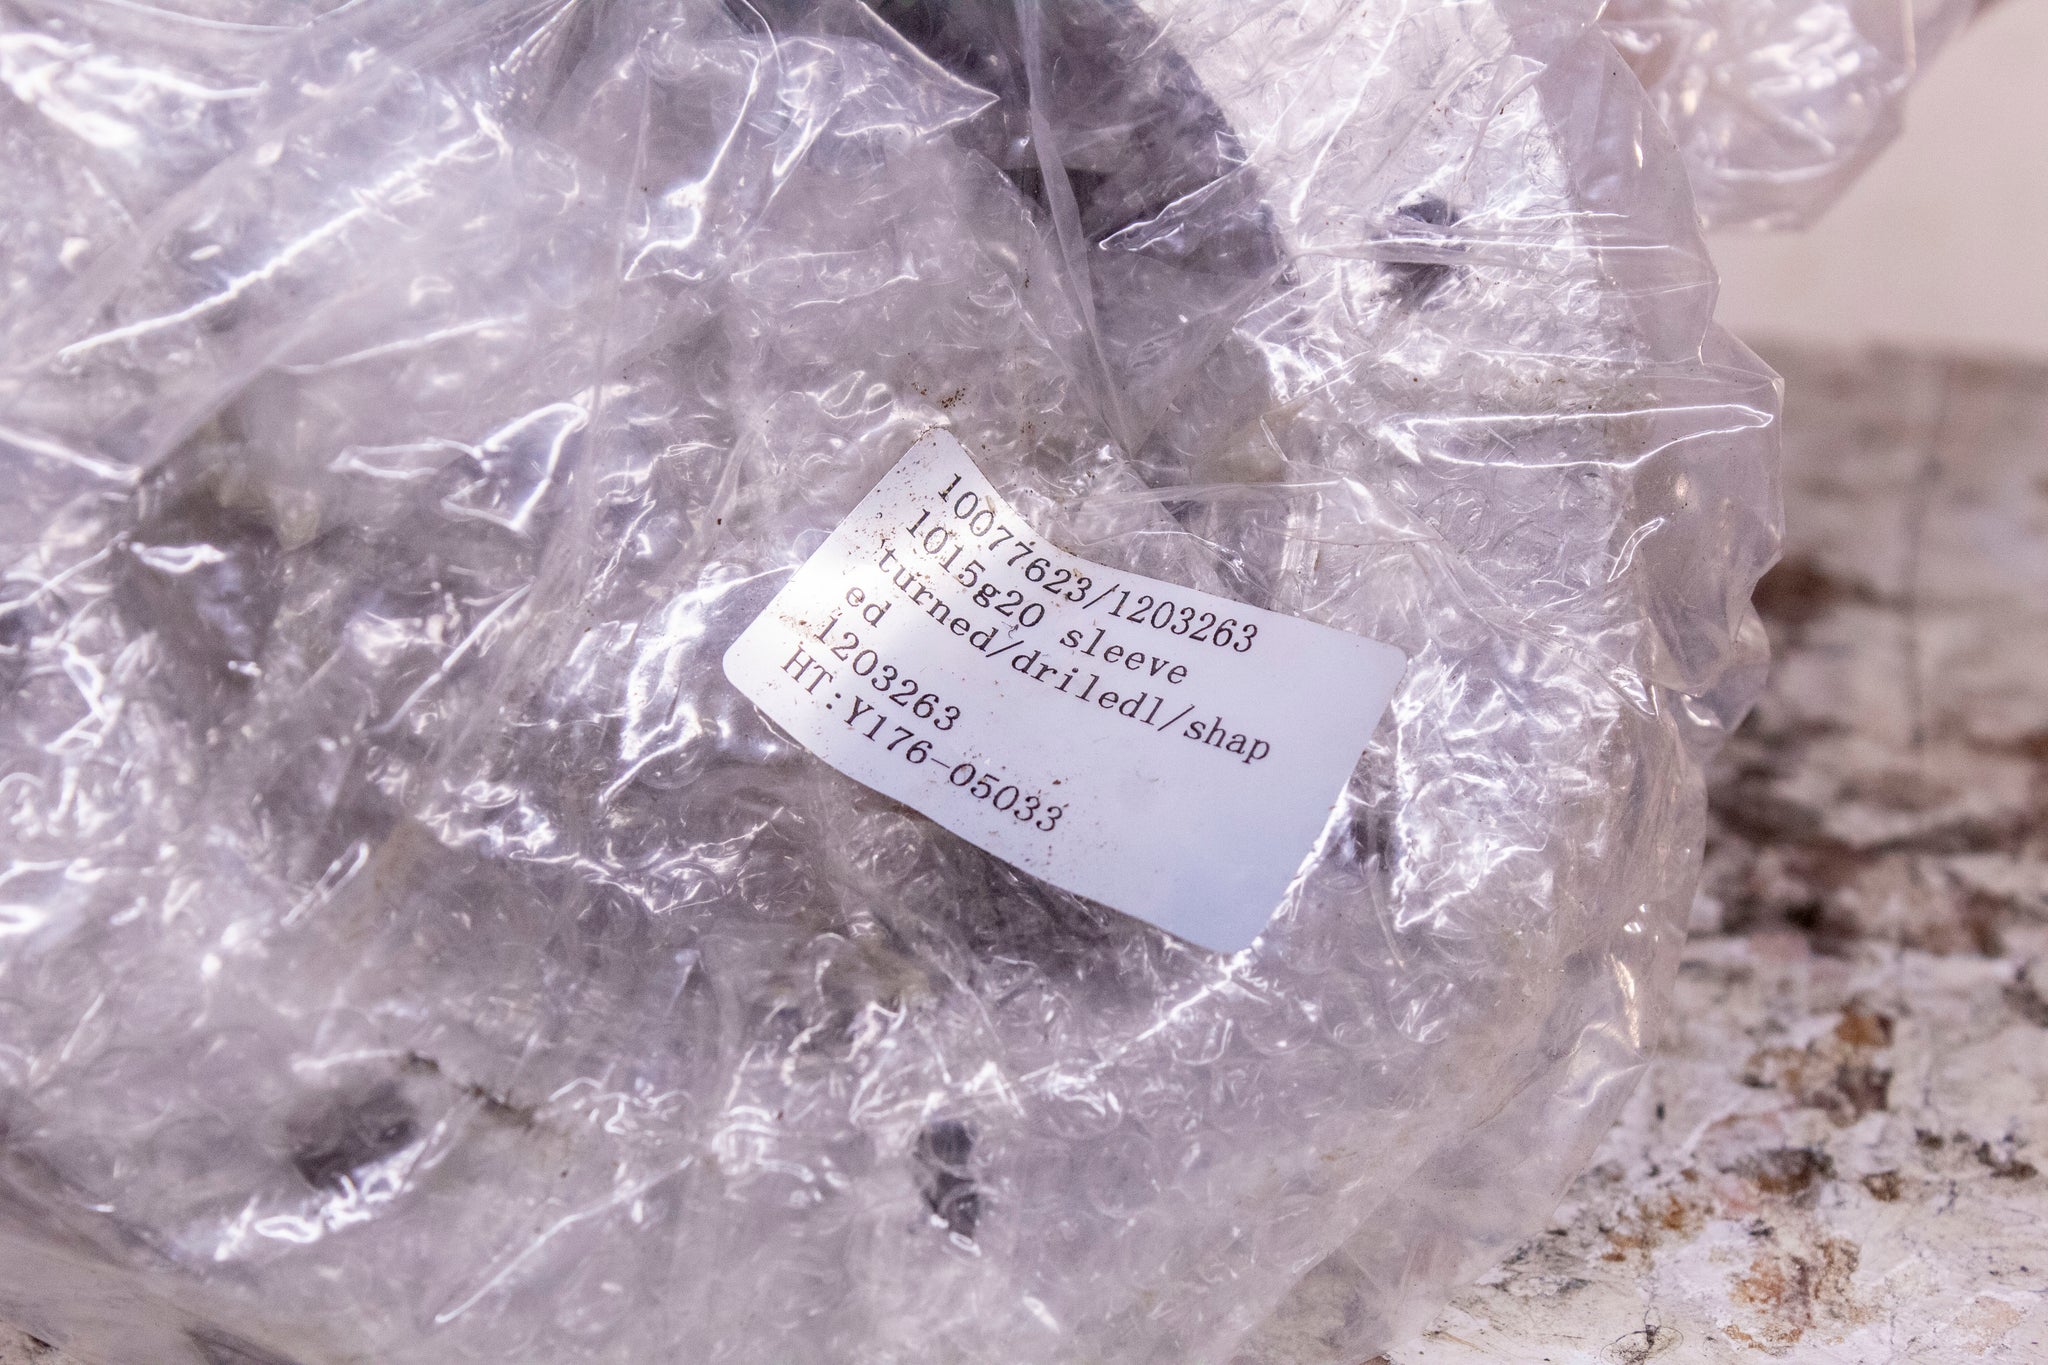 10077623/1203263
1015g20 sleeve
turned/driledl/shap
ed
1203263
HT:Y176-05033